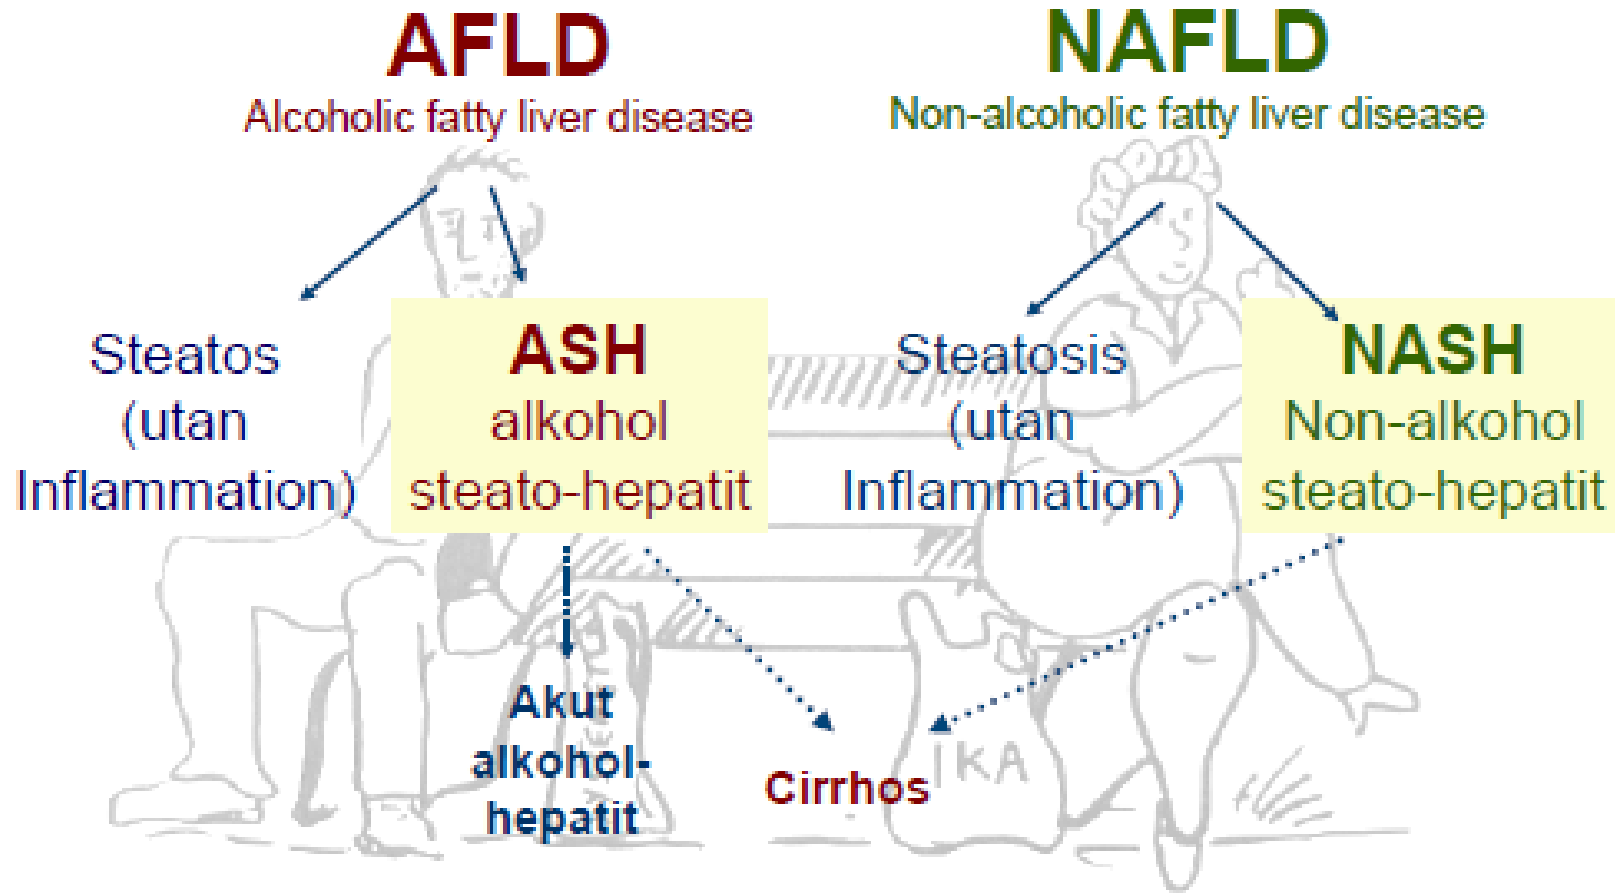 AFLD
Alcoholic fatty liver disease
NAFLD
Non-alcoholic fatty liver disease
Steatos
(utan
Inflammation)
ASH
alkohol
steato-hepatit
Steatosis
(utan
Inflammation)
NASH
Non-alkohol
steato-hepatit
Akut
alkohol-
hepatit
Cirrhos
IKA